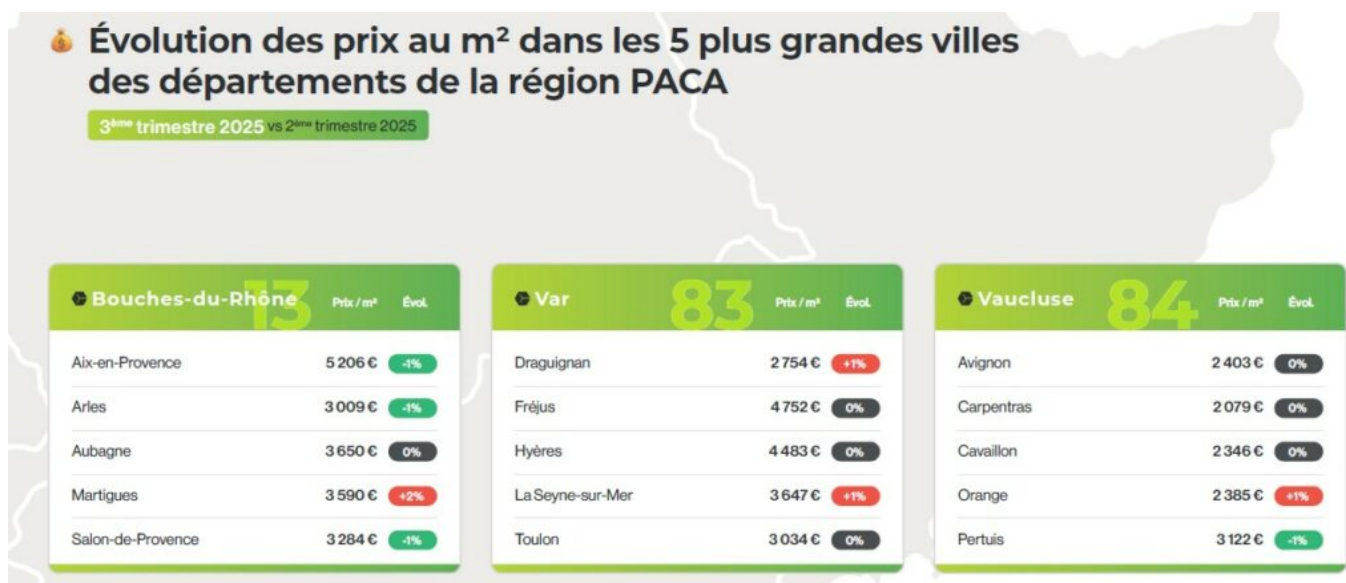 Évolution des prix au m² dans les 5 plus grandes villes
des départements de la région PACA
3ème trimestre 2025 vs 2ème trimestre 2025
Bouches-du-Rhône 13 Prix / m² Évol.
Aix-en-Provence 5 206 € -1%
Arles 3 009 € -1%
Aubagne 3 650 € 0%
Martigues 3 590 € +2%
Salon-de-Provence 3 284 € -1%
Var 83 Prix / m² Évol.
Draguignan 2 754 € +1%
Fréjus 4 752 € 0%
Hyères 4 483 € 0%
La Seyne-sur-Mer 3 647 € +1%
Toulon 3 034 € 0%
Vaucluse 84 Prix / m² Évol.
Avignon 2 403 € 0%
Carpentras 2 079 € 0%
Cavaillon 2 346 € 0%
Orange 2 385 € +1%
Pertuis 3 122 € -1%